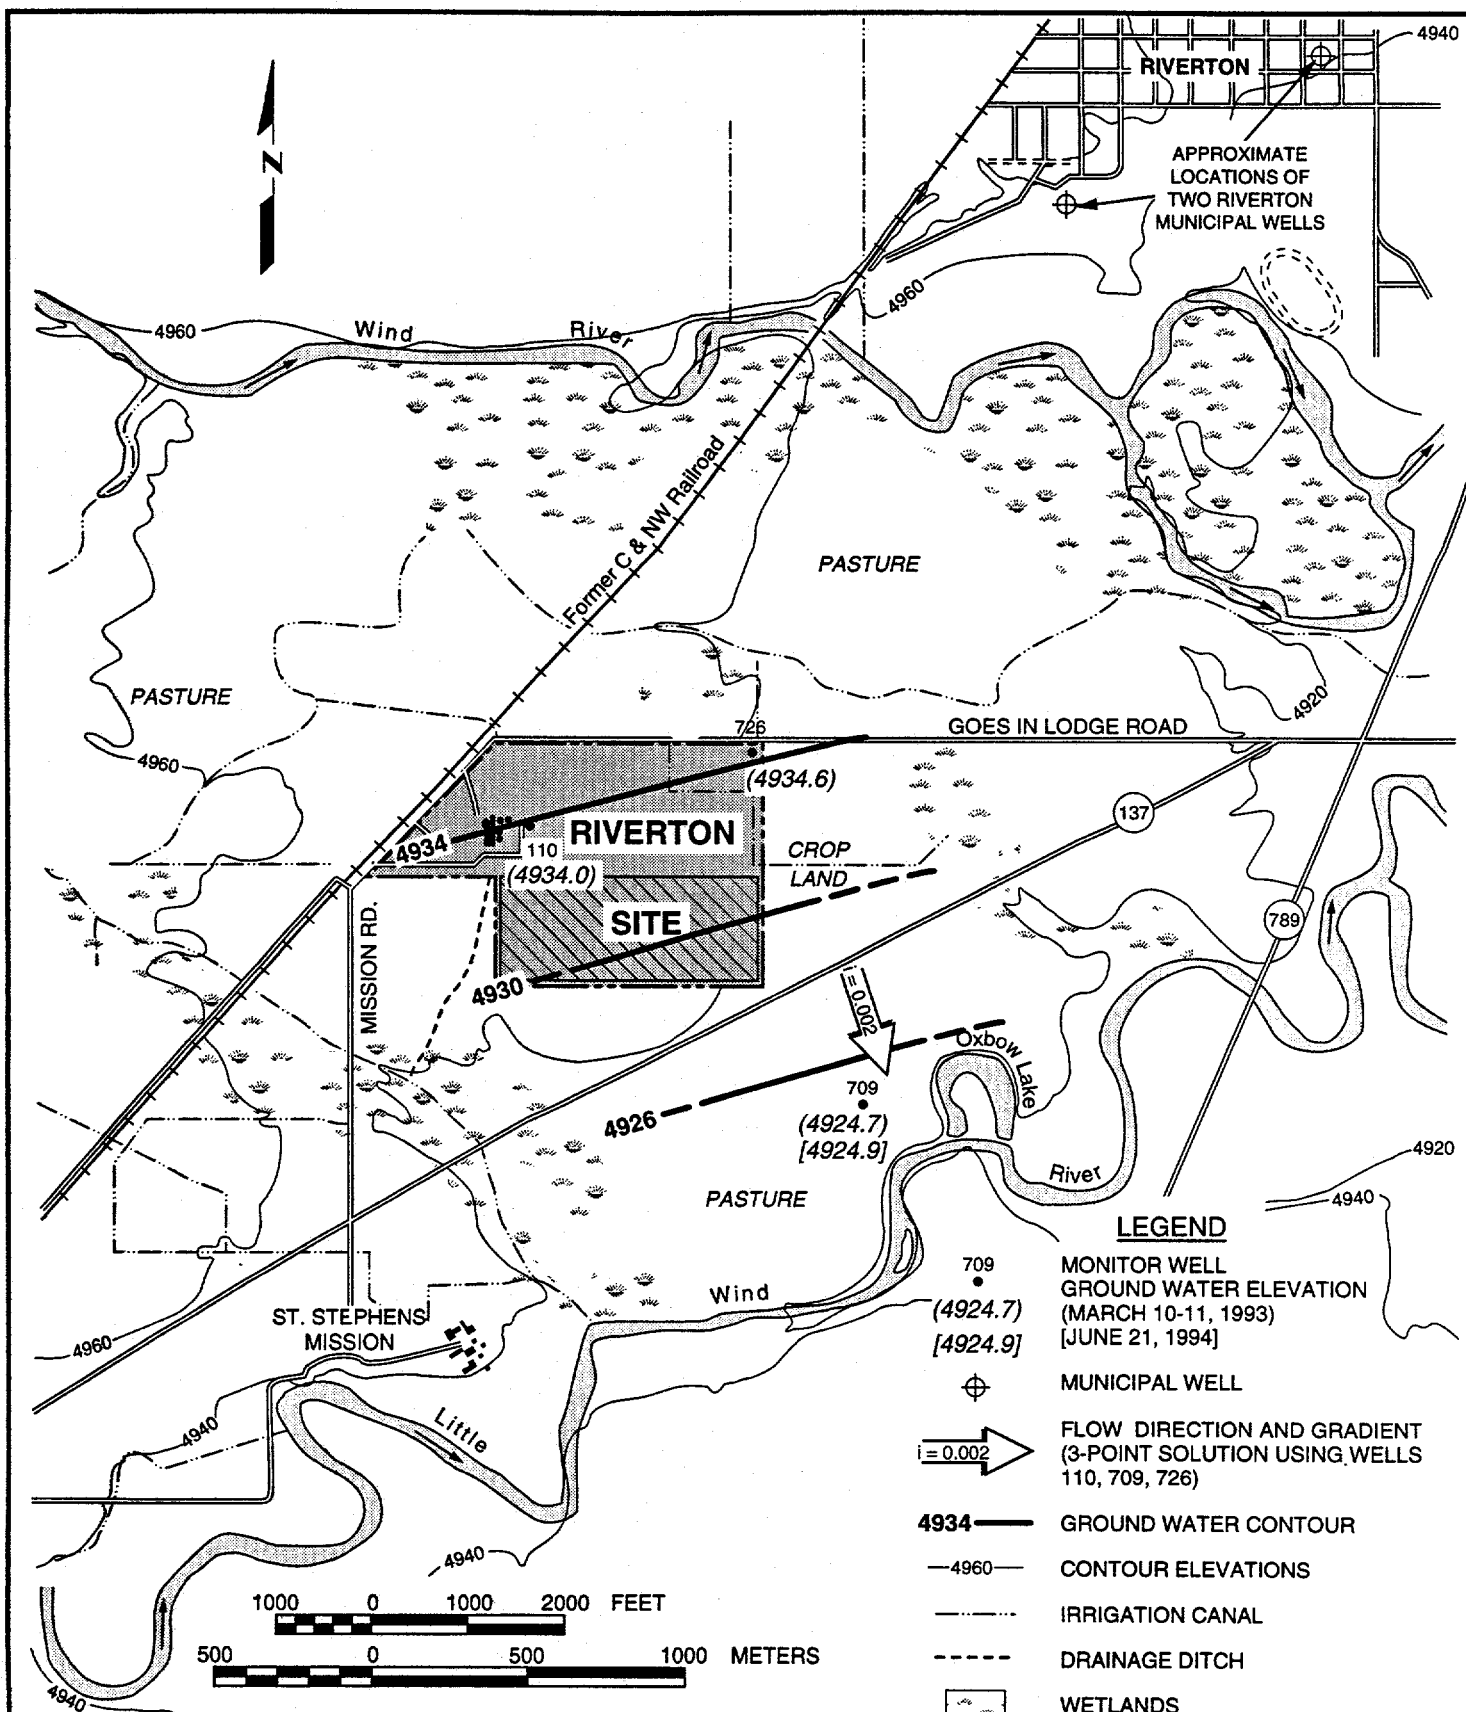 4940
RIVERTON
APPROXIMATE
LOCATIONS OF
TWO RIVERTON
MUNICIPAL WELLS
N
4960
4960
Wind River
Former C & NW Railroad
PASTURE
PASTURE
4920
726
GOES IN LODGE ROAD
4960
(4934.6)
137
RIVERTON
4934
110
(4934.0)
CROP
LAND
MISSION RD.
SITE
789
4930
i = 0.002
Oxbow Lake
709
(4924.7)
[4924.9]
4926
4920
River
PASTURE
4940
Wind
ST. STEPHENS
MISSION
4960
4940
Little
4940
4940
LEGEND
709
(4924.7)
[4924.9]
MONITOR WELL
GROUND WATER ELEVATION
(MARCH 10-11, 1993)
[JUNE 21, 1994]
MUNICIPAL WELL
i = 0.002
FLOW DIRECTION AND GRADIENT
(3-POINT SOLUTION USING WELLS
110, 709, 726)
4934
GROUND WATER CONTOUR
4960
CONTOUR ELEVATIONS
IRRIGATION CANAL
DRAINAGE DITCH
WETLANDS
1000 0 1000 2000 FEET
500 0 500 1000 METERS